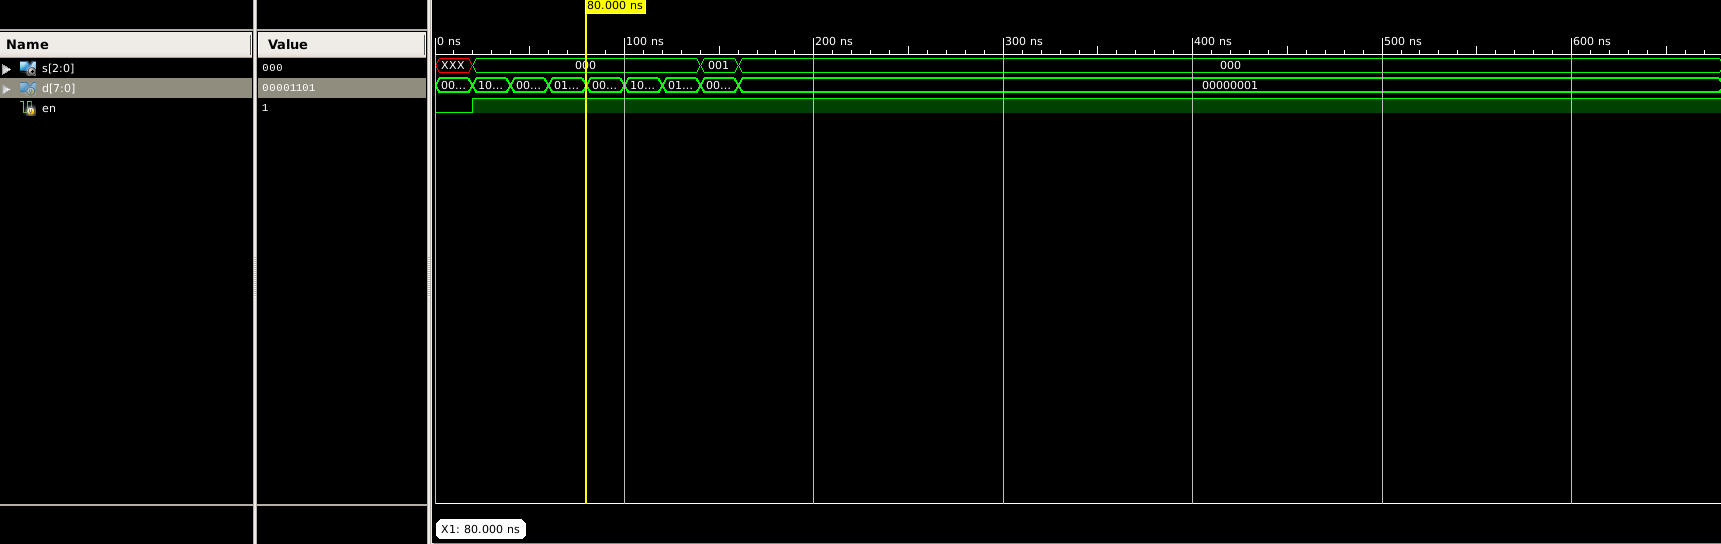 80.000 ns
Name Value
0 ns 100 ns 200 ns 300 ns 400 ns 500 ns 600 ns
s[2:0] 000 XXX 000 001 000
d[7:0] 00001101 00... 10... 00... 01... 00... 10... 01... 00... 00000001
en 1
X1: 80.000 ns